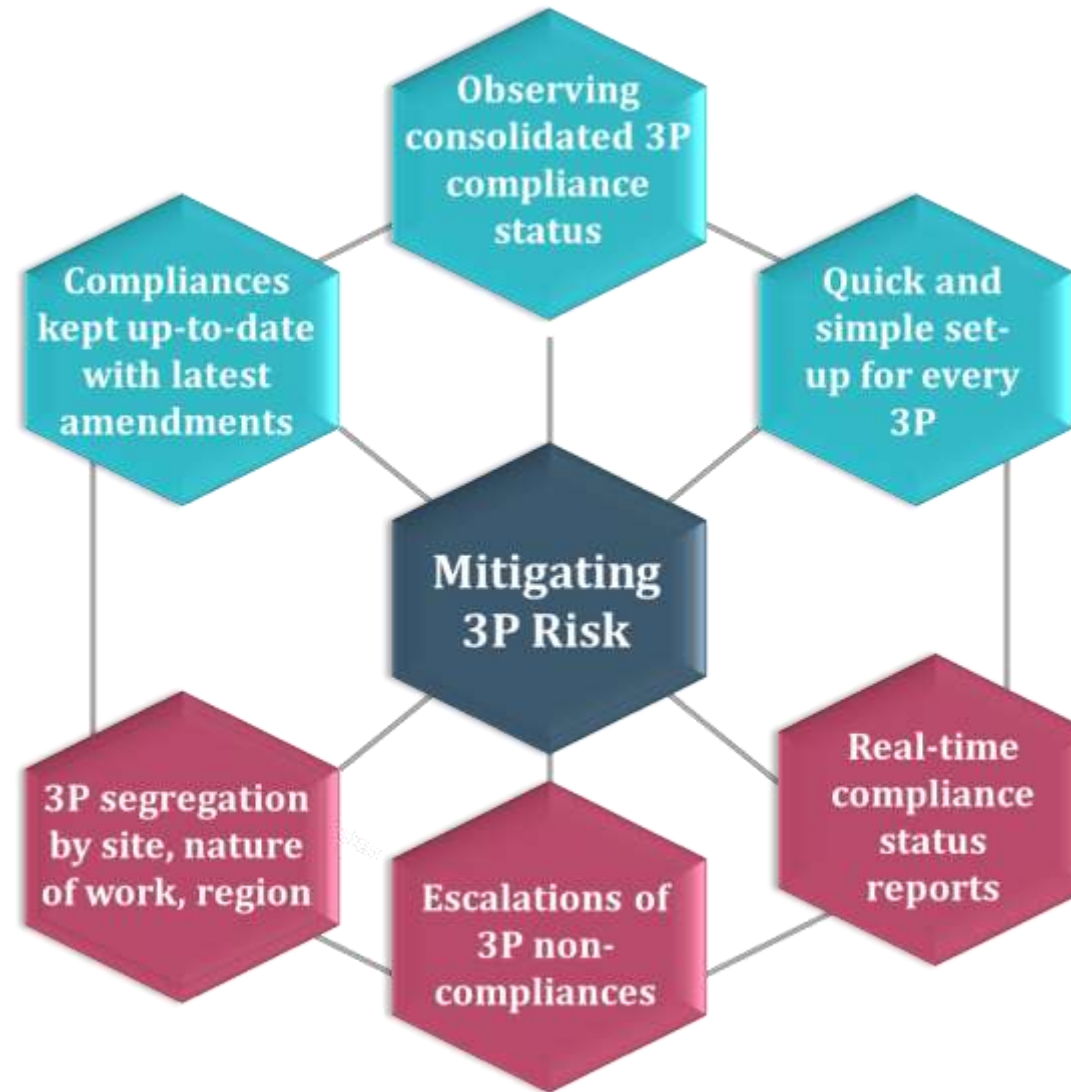 Observing
consolidated 3P
compliance
status
Compliances
kept up-to-date
with latest
amendments
Quick and
simple set-
up for every
3P
Mitigating
3P Risk
3P segregation
by site, nature
of work, region
Escalations of
3P non-
compliances
Real-time
compliance
status
reports